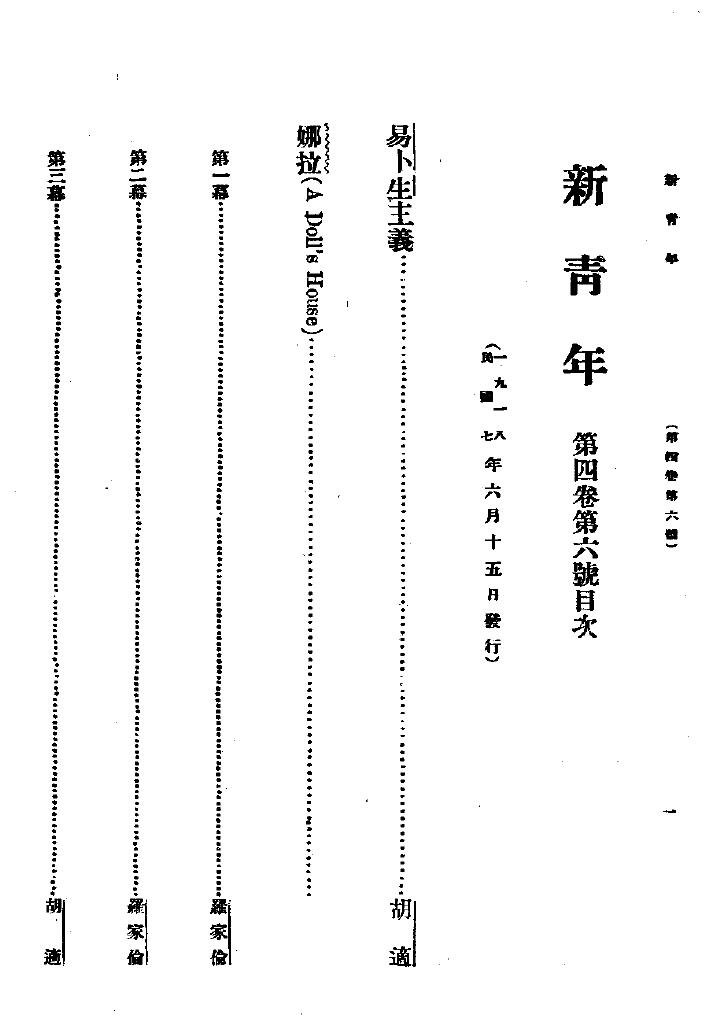 新青年 (第四卷第六號) 一
新青年 第四卷第六號目次
(一九一八 民國七 年六月十五日發行)
易卜生主義……………胡適
娜拉(A Doll's House)……………
第一幕……………羅家倫
第二幕……………羅家倫
第三幕……………胡適